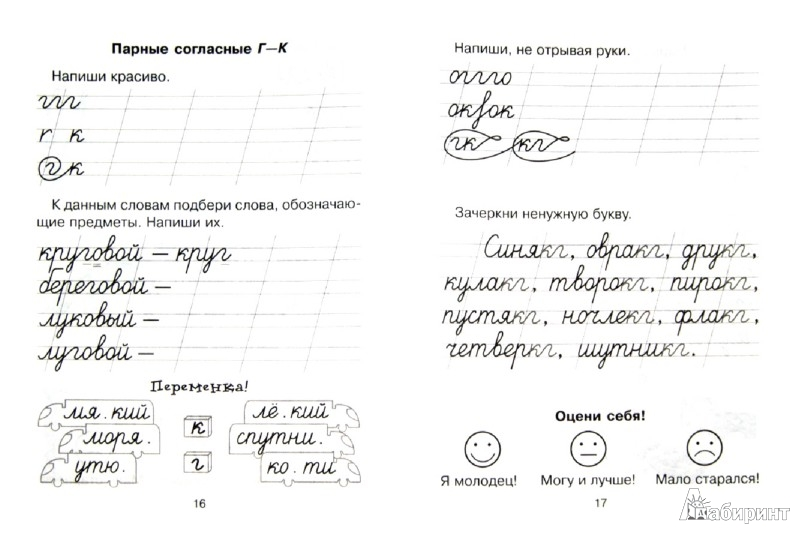 Парные согласные Г—К
Напиши красиво.
ггг
г к
г к
К данным словам подбери слова, обозначаю-
щие предметы. Напиши их.
круговой — круг
береговой —
луковый —
луговой —
Переменка!
мя.кий
лё.кий
к
моря.
спутни.
утю.
г
ко.ти
16
Напиши, не отрывая руки.
оггго
окfок
гк кг
Зачеркни ненужную букву.
Синякг, овракг, друкг,
кулакг, творокг, пирокг,
пустякг, ночлекг, флакг,
четверкг, шутникг.
Оцени себя!
Я молодец!
Могу и лучше!
Мало старался!
17
Лабиринт